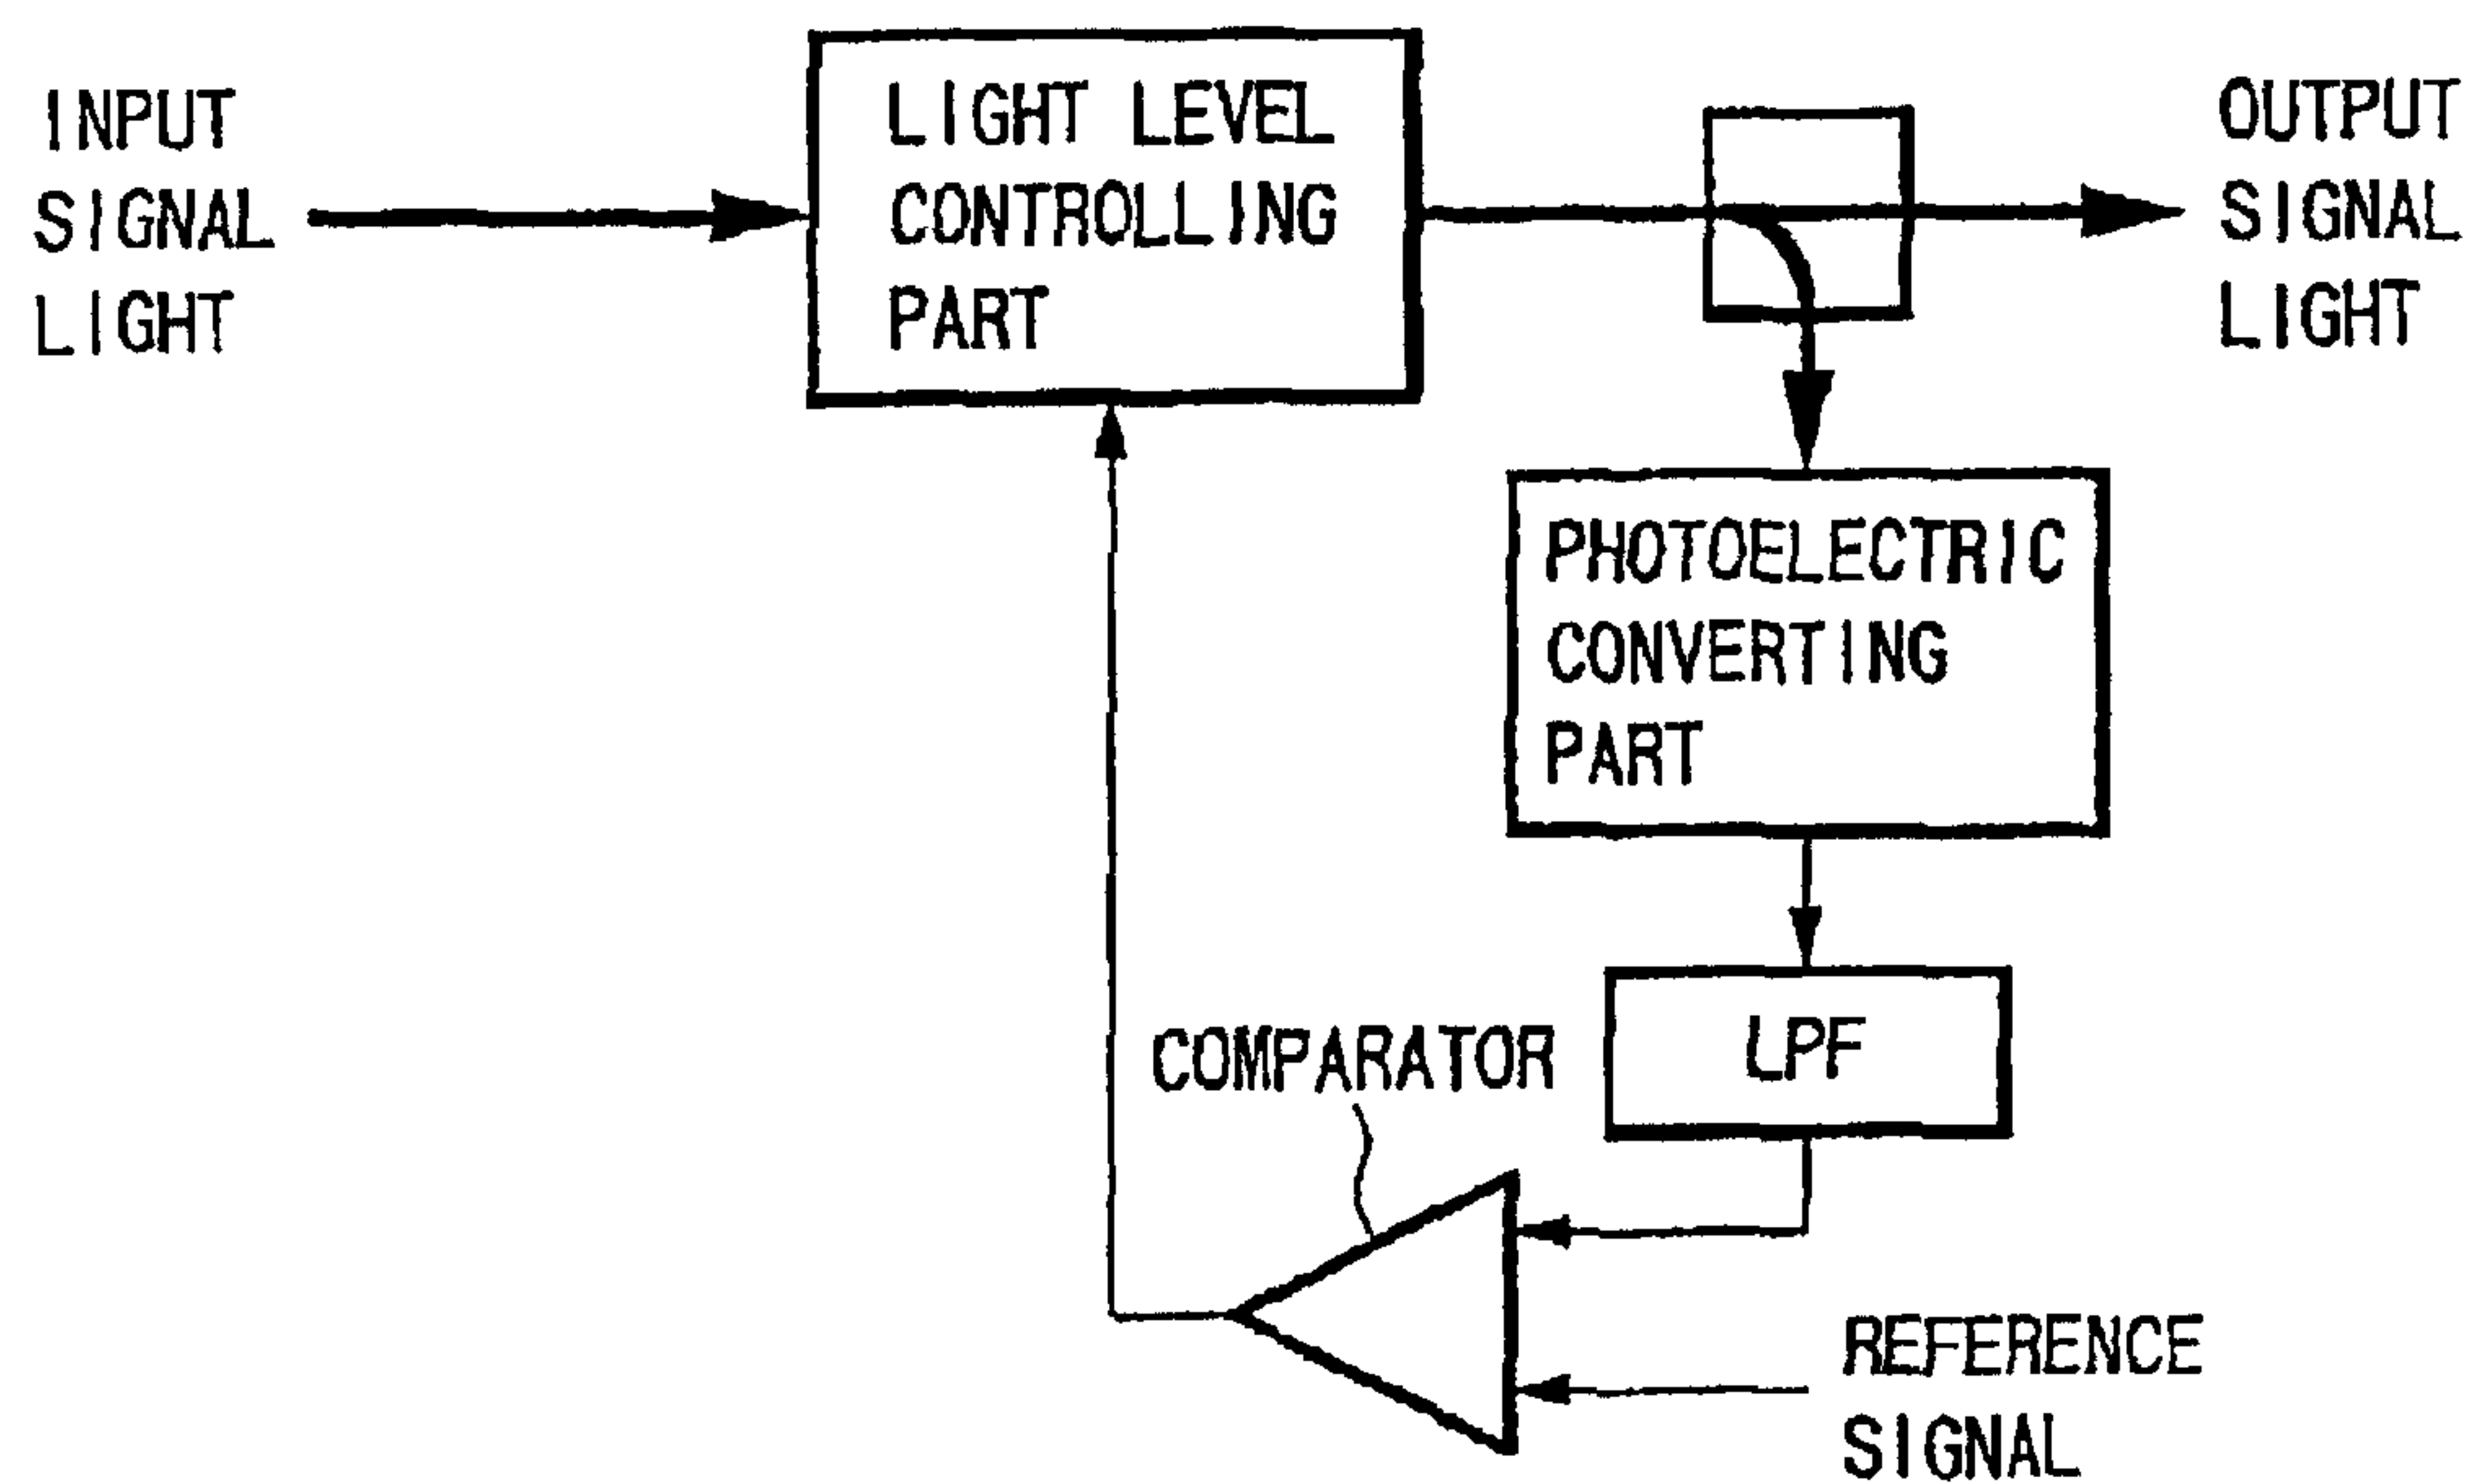 INPUT
SIGNAL
LIGHT
LIGHT LEVEL
CONTROLLING
PART
OUTPUT
SIGNAL
LIGHT
PHOTOELECTRIC
CONVERTING
PART
LPF
COMPARATOR
REFERENCE
SIGNAL